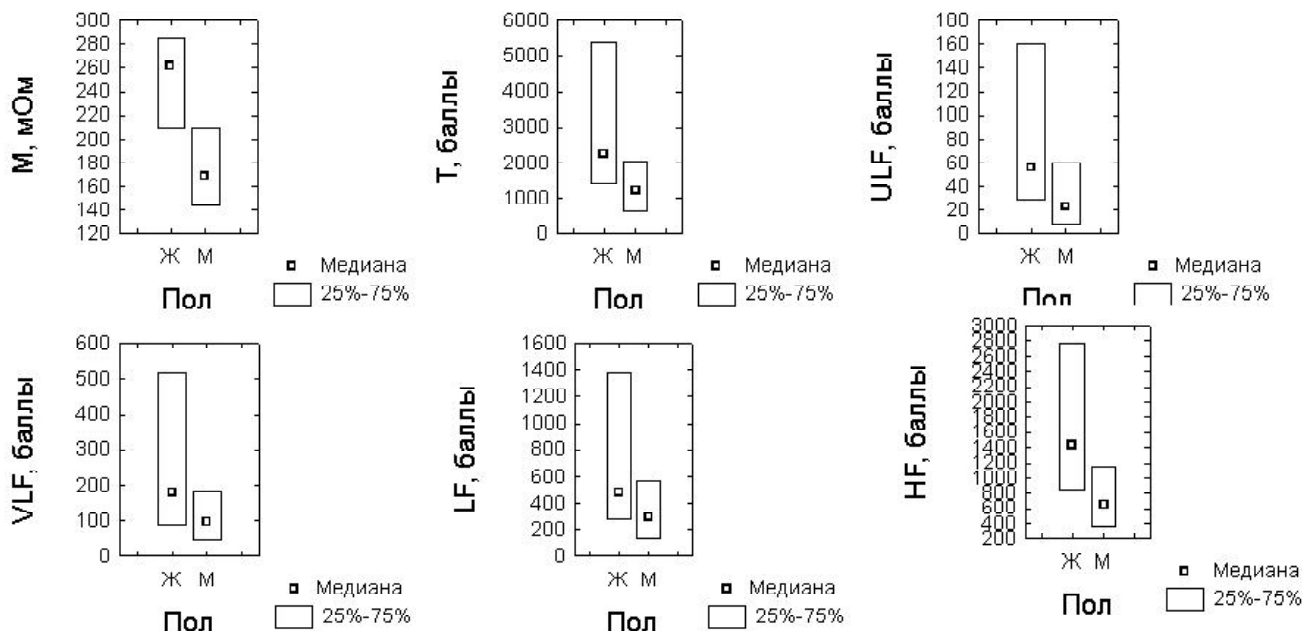 М, мОм
300
280
260
240
220
200
180
160
140
120
Ж М
Пол
Медиана
25%-75%
Т, баллы
6000
5000
4000
3000
2000
1000
0
Ж М
Пол
Медиана
25%-75%
ULF, баллы
180
160
140
120
100
80
60
40
20
0
Ж М
Пол
Медиана
25%-75%
VLF, баллы
600
500
400
300
200
100
0
Ж М
Пол
Медиана
25%-75%
LF, баллы
1600
1400
1200
1000
800
600
400
200
0
Ж М
Пол
Медиана
25%-75%
HF, баллы
3000
2800
2600
2400
2200
2000
1800
1600
1400
1200
1000
800
600
400
200
Ж М
Пол
Медиана
25%-75%